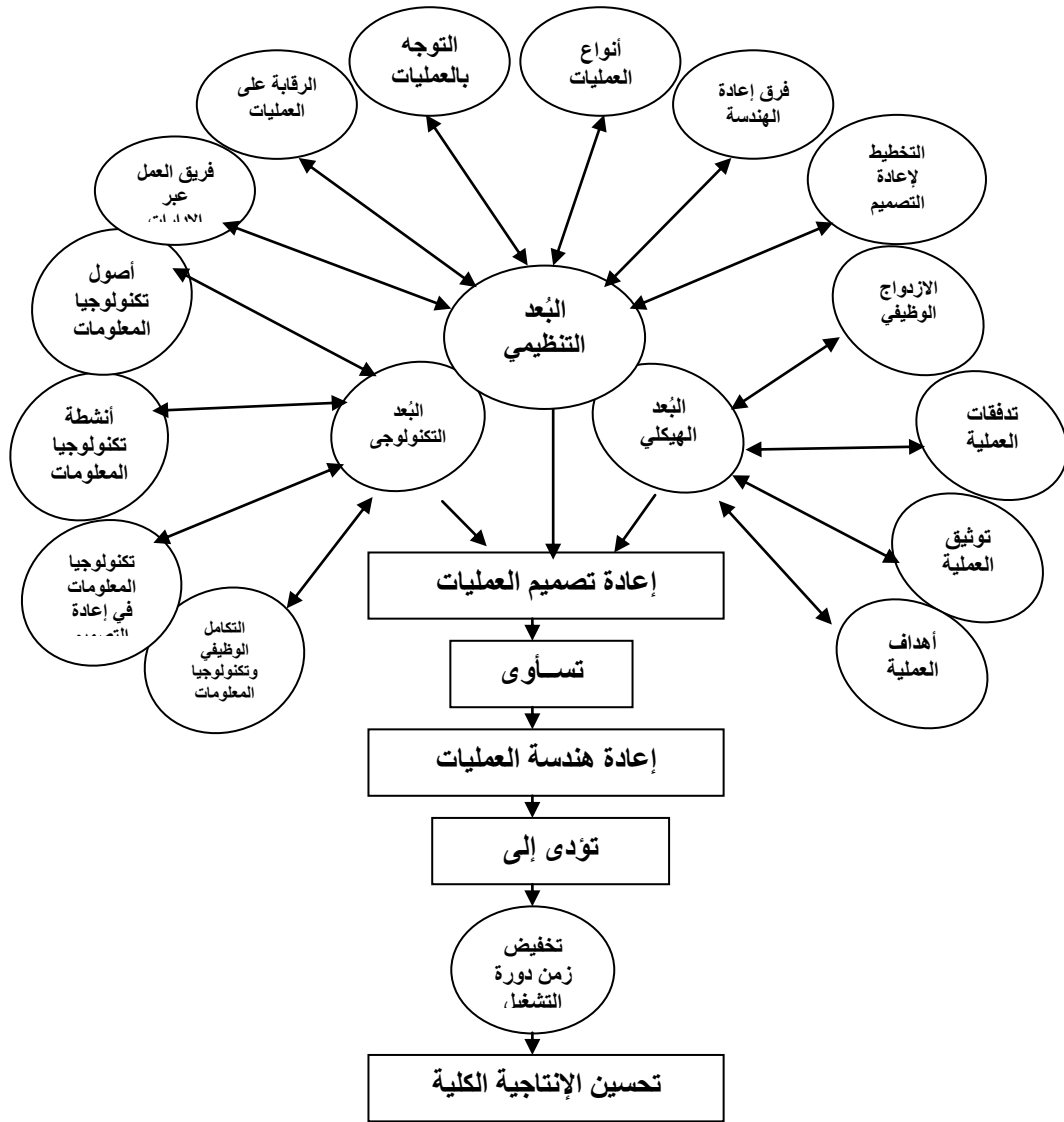 التوجه
بالعمليات
أنواع
العمليات
الرقابة على
العمليات
فرق إعادة
الهندسة
فريق العمل
عبر
التخطيط
لإعادة
التصميم
أصول
تكنولوجيا
المعلومات
البُعد
التنظيمي
الازدواج
الوظيفي
أنشطة
تكنولوجيا
المعلومات
البُعد
التكنولوجى
البُعد
الهيكلي
تدفقات
العملية
تكنولوجيا
المعلومات
في إعادة
توثيق
العملية
التكامل
الوظيفي
وتكنولوجيا
المعلومات
أهداف
العملية
إعادة تصميم العمليات
تســأوى
إعادة هندسة العمليات
تؤدى إلى
تخفيض
زمن دورة
التشغيل
تحسين الإنتاجية الكلية